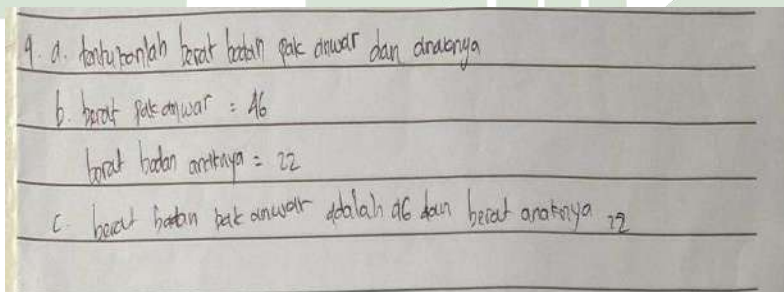 9. a. tentukanlah berat badan pak anwar dan anaknya
b. berat pak anwar = 46
berat badan anaknya = 22
c. berat badan pak anwar adalah 46 dan berat anaknya 22